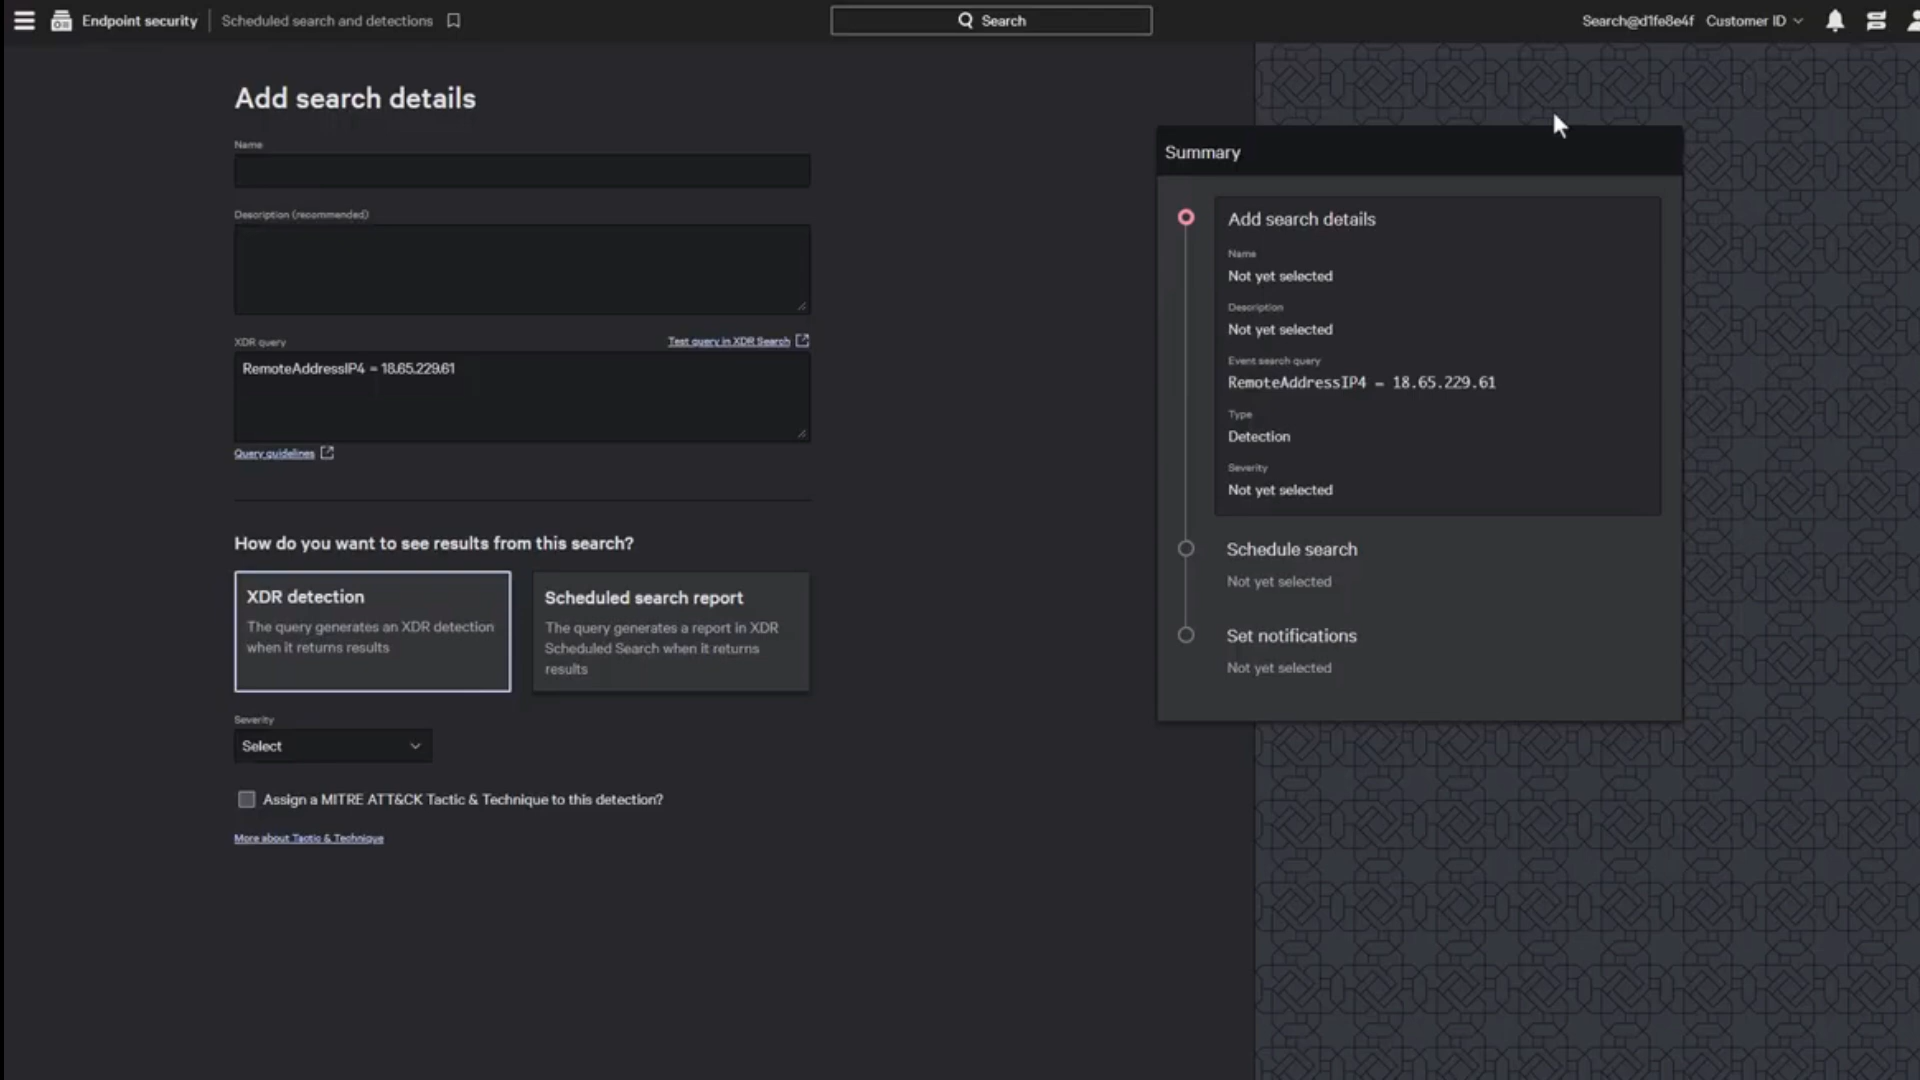 Endpoint security
Scheduled search and detections
Search
Search@d1fe8e4f
Customer ID
Add search details
Name
Description (recommended)
XDR query
Test query in XDR Search
RemoteAddressIP4 = 18.65.229.61
Query guidelines
How do you want to see results from this search?
XDR detection
The query generates an XDR detection
when it returns results
Scheduled search report
The query generates a report in XDR
Scheduled Search when it returns
results
Severity
Select
Assign a MITRE ATT&CK Tactic & Technique to this detection?
More about Tactic & Technique
Summary
Add search details
Name
Not yet selected
Description
Not yet selected
Event search query
RemoteAddressIP4 = 18.65.229.61
Type
Detection
Severity
Not yet selected
Schedule search
Not yet selected
Set notifications
Not yet selected